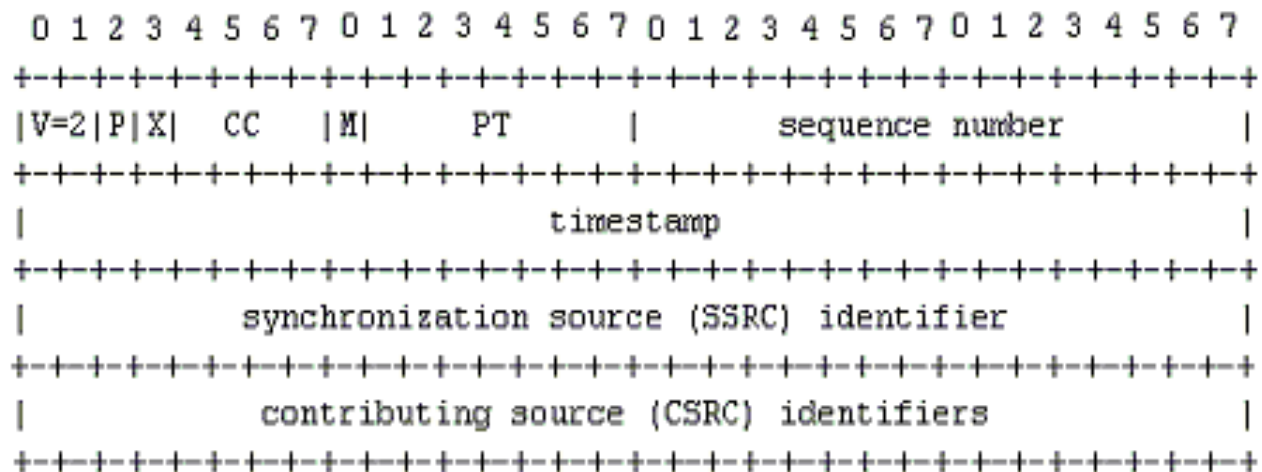 0 1 2 3 4 5 6 7 0 1 2 3 4 5 6 7 0 1 2 3 4 5 6 7 0 1 2 3 4 5 6 7
+-+-+-+-+-+-+-+-+-+-+-+-+-+-+-+-+-+-+-+-+-+-+-+-+-+-+-+-+-+-+-+-+
|V=2|P|X| CC |M| PT | sequence number |
+-+-+-+-+-+-+-+-+-+-+-+-+-+-+-+-+-+-+-+-+-+-+-+-+-+-+-+-+-+-+-+-+
| timestamp |
+-+-+-+-+-+-+-+-+-+-+-+-+-+-+-+-+-+-+-+-+-+-+-+-+-+-+-+-+-+-+-+-+
| synchronization source (SSRC) identifier |
+-+-+-+-+-+-+-+-+-+-+-+-+-+-+-+-+-+-+-+-+-+-+-+-+-+-+-+-+-+-+-+-+
| contributing source (CSRC) identifiers |
+-+-+-+-+-+-+-+-+-+-+-+-+-+-+-+-+-+-+-+-+-+-+-+-+-+-+-+-+-+-+-+-+